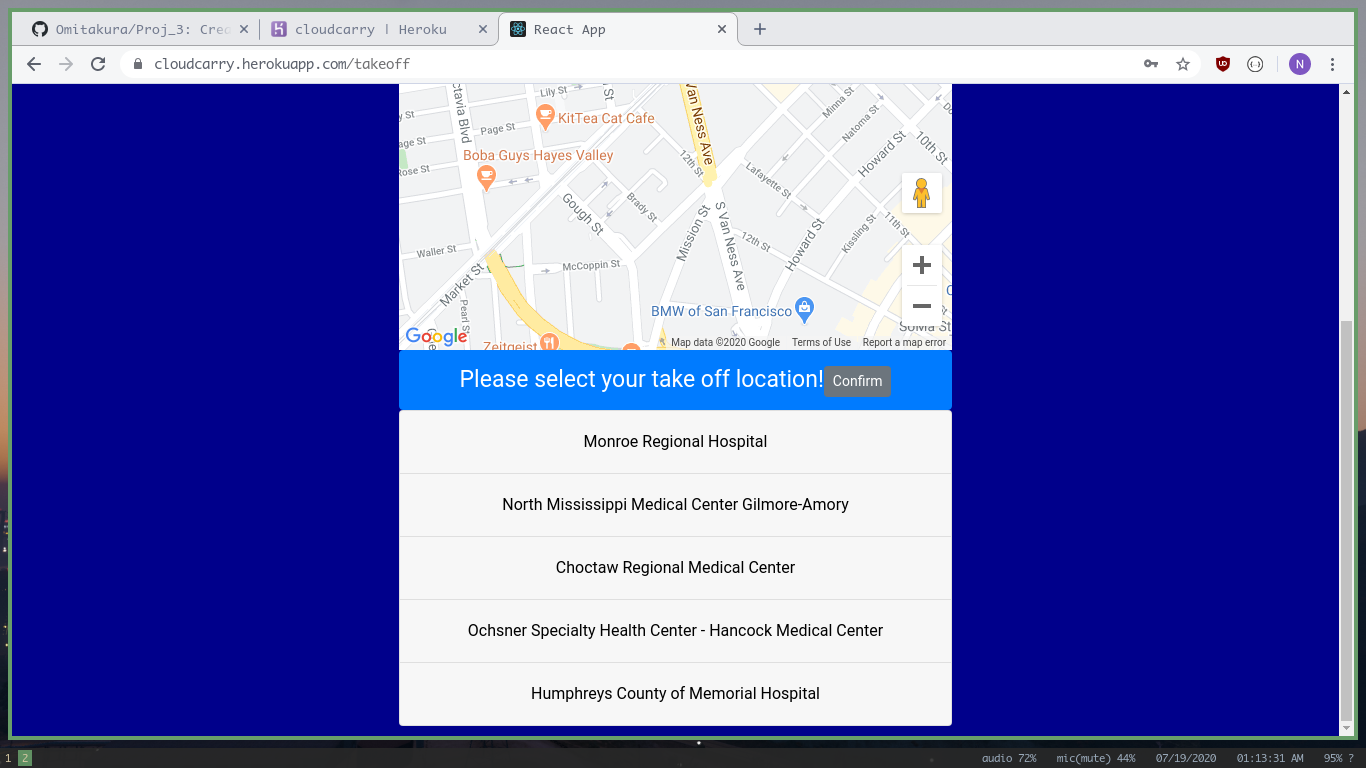 Omitakura/Proj_3: Crea
cloudcarry | Heroku
React App
cloudcarry.herokuapp.com/takeoff
UD
N
Octavia Blvd
Lily St
Page St
KitTea Cat Cafe
Boba Guys Hayes Valley
Rose St
Van Ness Ave
12th St
Minna St
Natoma St
10th St
Howard St
Lafayette St
Gough St
Brady St
Mission St
S Van Ness Ave
12th St
Howard St
Kissling St
11th St
Waller St
McCoppin St
Market St
Pearl St
BMW of San Francisco
Zeitgeist
Google
Map data ©2020 Google
Terms of Use
Report a map error
Please select your take off location!
Confirm
Monroe Regional Hospital
North Mississippi Medical Center Gilmore-Amory
Choctaw Regional Medical Center
Ochsner Specialty Health Center - Hancock Medical Center
Humphreys County of Memorial Hospital
1 2
audio 72% mic(mute) 44% 07/19/2020 01:13:31 AM 95% ?